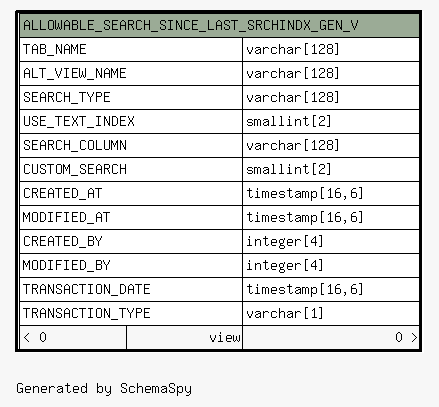 ALLOWABLE_SEARCH_SINCE_LAST_SRCHINDX_GEN_V
TAB_NAME varchar[128]
ALT_VIEW_NAME varchar[128]
SEARCH_TYPE varchar[128]
USE_TEXT_INDEX smallint[2]
SEARCH_COLUMN varchar[128]
CUSTOM_SEARCH smallint[2]
CREATED_AT timestamp[16,6]
MODIFIED_AT timestamp[16,6]
CREATED_BY integer[4]
MODIFIED_BY integer[4]
TRANSACTION_DATE timestamp[16,6]
TRANSACTION_TYPE varchar[1]
< 0 view 0 >
Generated by SchemaSpy